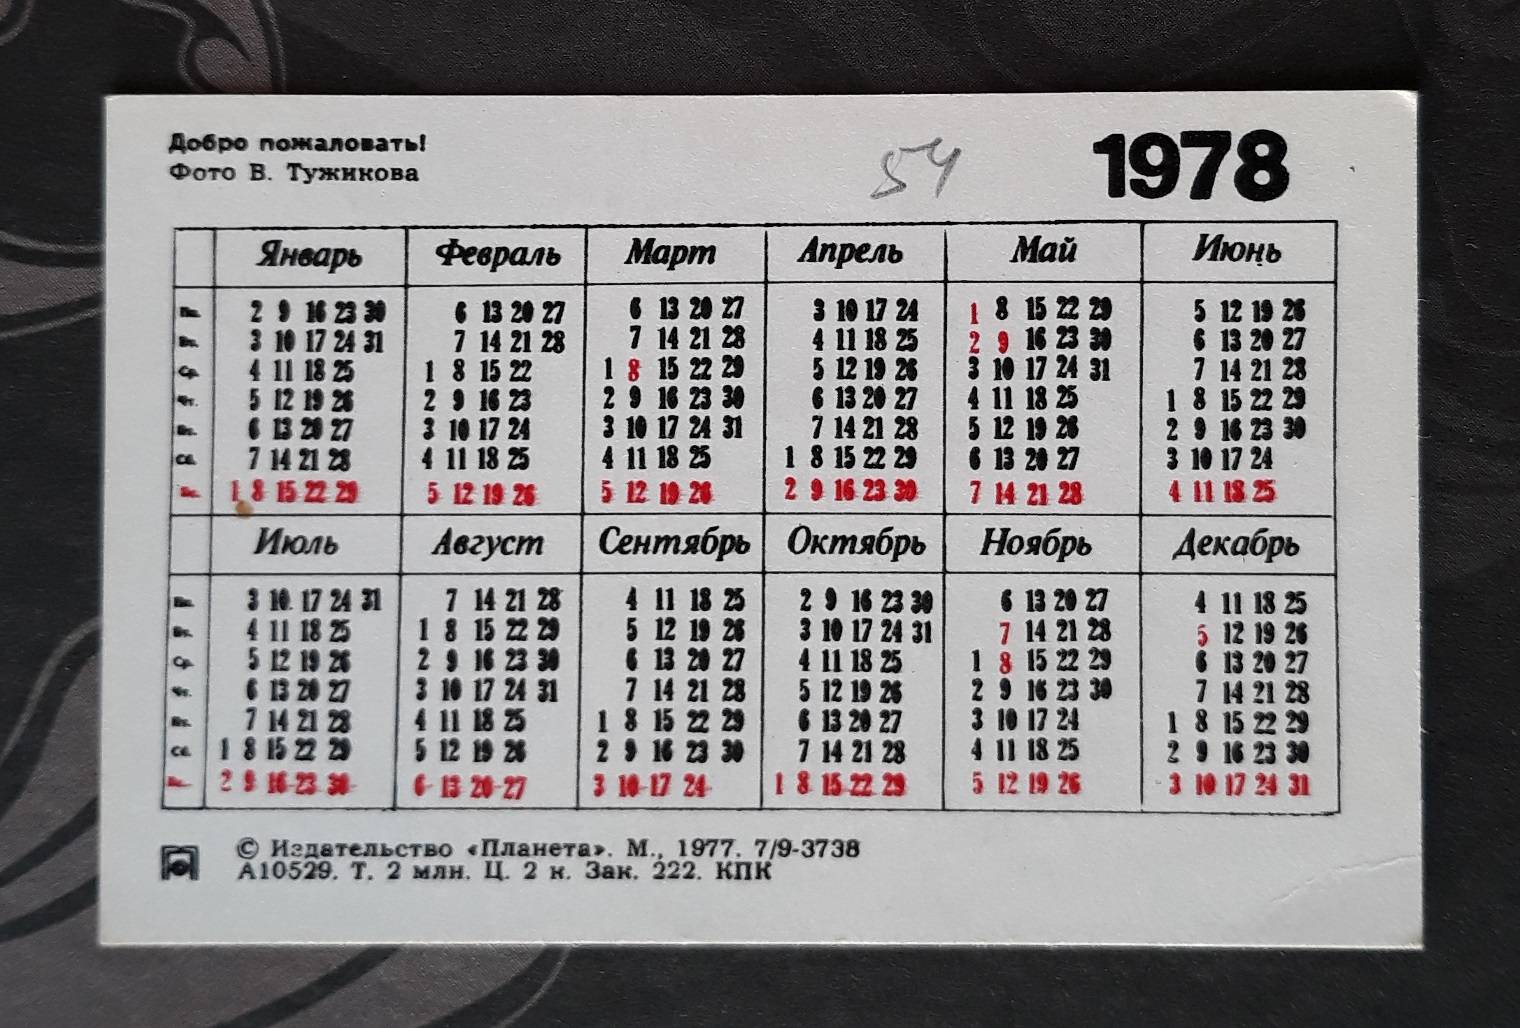 Добро пожаловать!
Фото В. Тужикова
54
1978
Январь Февраль Март Апрель Май Июнь
Пн. 2 9 16 23 30 6 13 20 27 6 13 20 27 3 10 17 24 1 8 15 22 29 5 12 19 26
Вт. 3 10 17 24 31 7 14 21 28 7 14 21 28 4 11 18 25 2 9 16 23 30 6 13 20 27
Ср. 4 11 18 25 1 8 15 22 1 8 15 22 29 5 12 19 26 3 10 17 24 31 7 14 21 28
Чт. 5 12 19 26 2 9 16 23 2 9 16 23 30 6 13 20 27 4 11 18 25 1 8 15 22 29
6 13 20 27 3 10 17 24 3 10 17 24 31 7 14 21 28 5 12 19 26 2 9 16 23 30
Сб. 7 14 21 28 4 11 18 25 4 11 18 25 1 8 15 22 29 6 13 20 27 3 10 17 24
Вс. 1 8 15 22 29 5 12 19 26 5 12 19 26 2 9 16 23 30 7 14 21 28 4 11 18 25
Июль Август Сентябрь Октябрь Ноябрь Декабрь
Пн. 3 10 17 24 31 7 14 21 28 4 11 18 25 2 9 16 23 30 6 13 20 27 4 11 18 25
Вт. 4 11 18 25 1 8 15 22 29 5 12 19 26 3 10 17 24 31 7 14 21 28 5 12 19 26
Ср. 5 12 19 26 2 9 16 23 30 6 13 20 27 4 11 18 25 1 8 15 22 29 6 13 20 27
Чт. 6 13 20 27 3 10 17 24 31 7 14 21 28 5 12 19 26 2 9 16 23 30 7 14 21 28
7 14 21 28 4 11 18 25 1 8 15 22 29 6 13 20 27 3 10 17 24 1 8 15 22 29
Сб. 1 8 15 22 29 5 12 19 26 2 9 16 23 30 7 14 21 28 4 11 18 25 2 9 16 23 30
2 9 16 23 30 6 13 20 27 3 10 17 24 1 8 15 22 29 5 12 19 26 3 10 17 24 31
© Издательство «Планета». М., 1977. 7/9-3738
А10529. Т. 2 млн. Ц. 2 к. Зак. 222. КПК